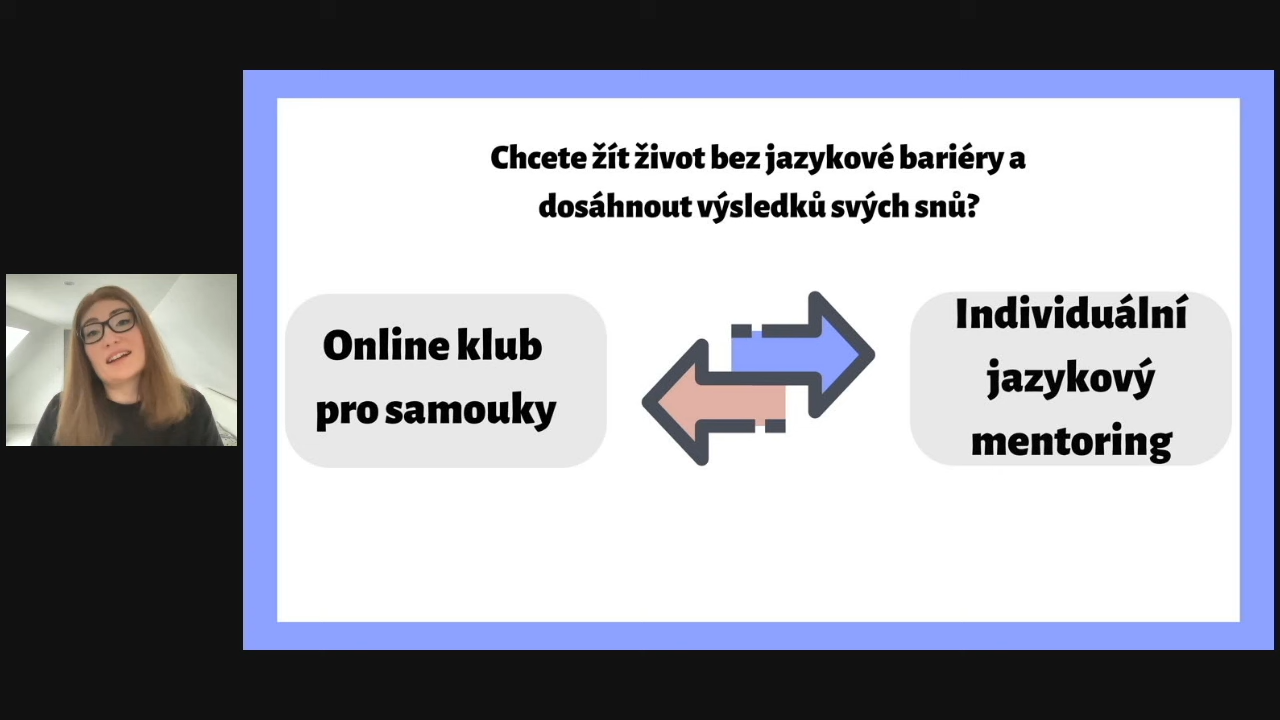 Chcete žít život bez jazykové bariéry a
dosáhnout výsledků svých snů?
Online klub
pro samouky
Individuální
jazykový
mentoring